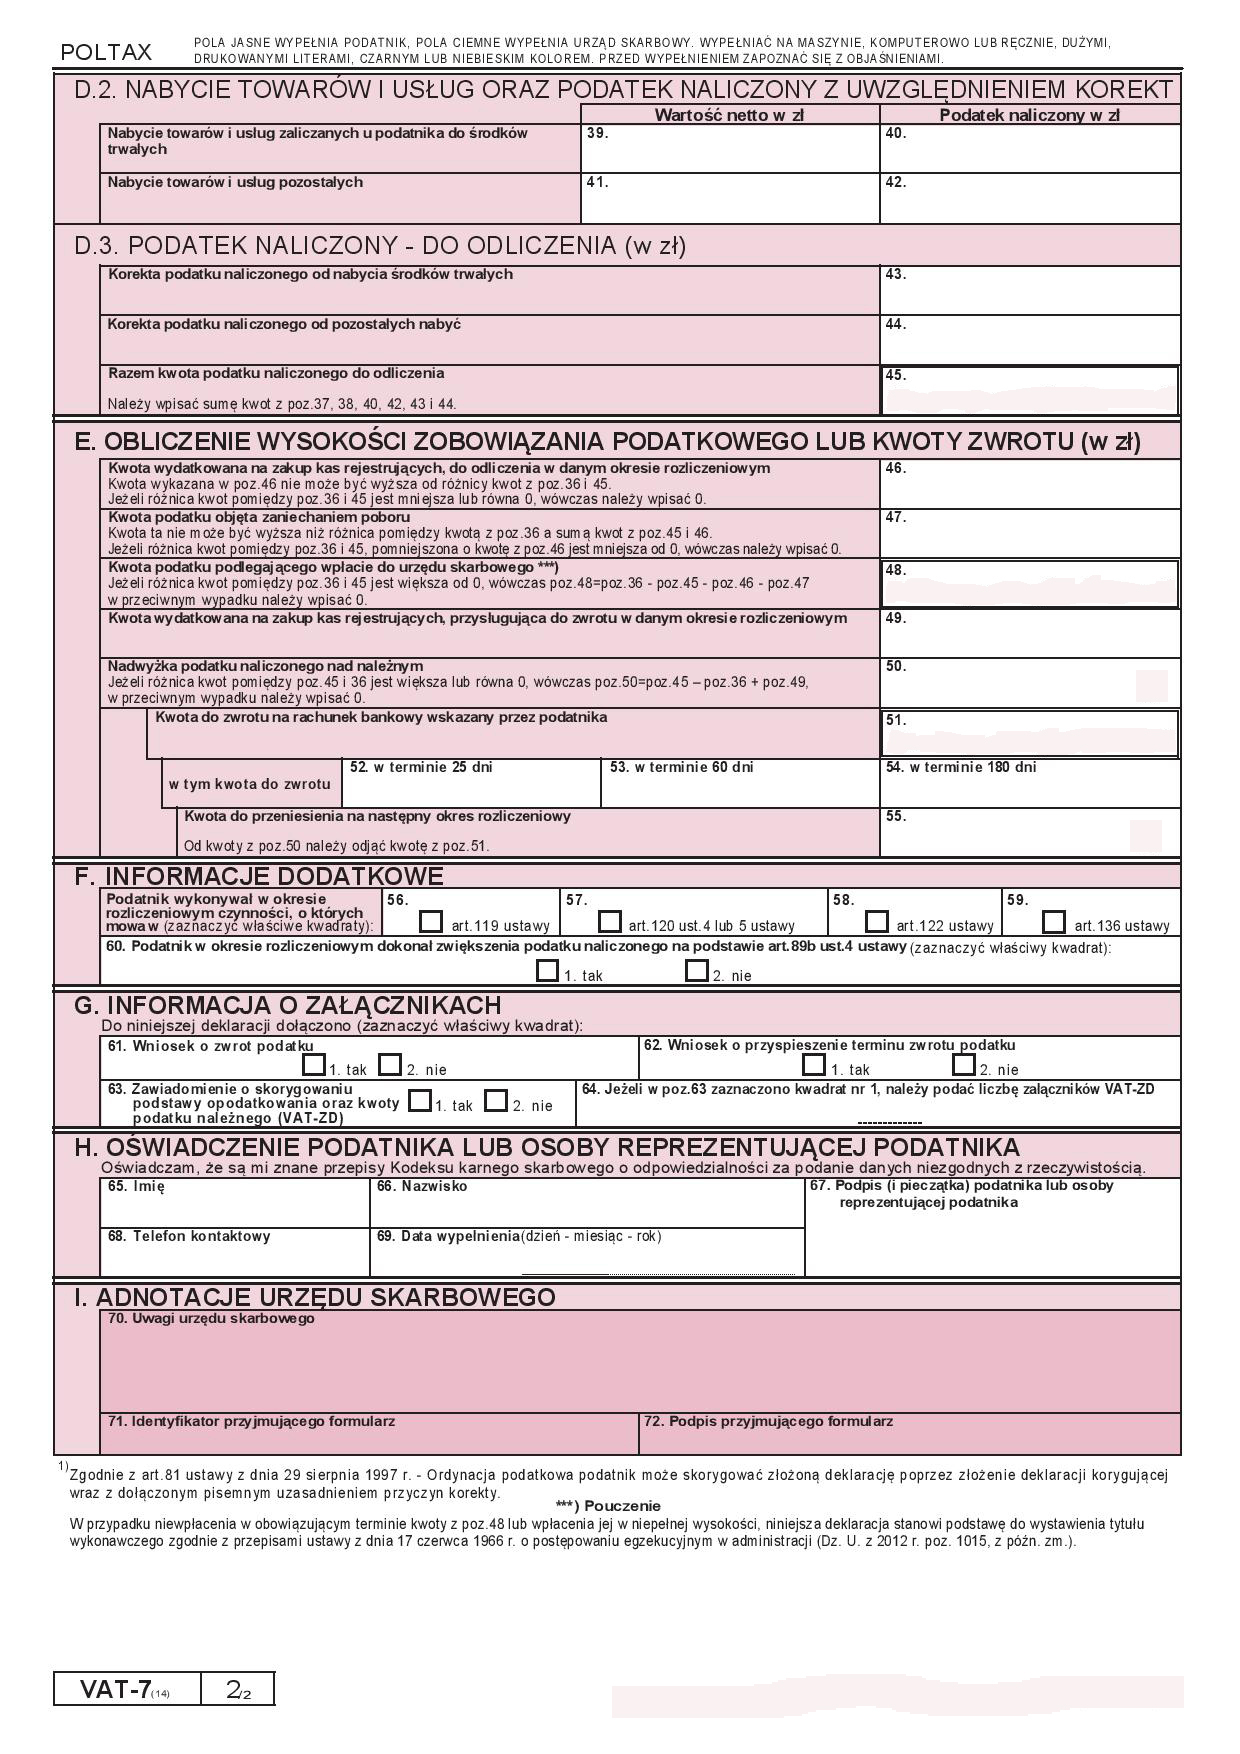 POLTAX
POLA JASNE WYPEŁNIA PODATNIK, POLA CIEMNE WYPEŁNIA URZĄD SKARBOWY. WYPEŁNIAĆ NA MASZYNIE, KOMPUTEROWO LUB RĘCZNIE, DUŻYMI,
DRUKOWANYMI LITERAMI, CZARNYM LUB NIEBIESKIM KOLOREM. PRZED WYPEŁNIENIEM ZAPOZNAĆ SIĘ Z OBJAŚNIENIAMI.
D.2. NABYCIE TOWARÓW I USŁUG ORAZ PODATEK NALICZONY Z UWZGLĘDNIENIEM KOREKT
Wartość netto w zł
Podatek naliczony w zł
Nabycie towarów i usług zaliczanych u podatnika do środków
trwałych
39.
40.
Nabycie towarów i usług pozostałych
41.
42.
D.3. PODATEK NALICZONY - DO ODLICZENIA (w zł)
Korekta podatku naliczonego od nabycia środków trwałych
43.
Korekta podatku naliczonego od pozostałych nabyć
44.
Razem kwota podatku naliczonego do odliczenia
45.
Należy wpisać sumę kwot z poz.37, 38, 40, 42, 43 i 44.
E. OBLICZENIE WYSOKOŚCI ZOBOWIĄZANIA PODATKOWEGO LUB KWOTY ZWROTU (w zł)
Kwota wydatkowana na zakup kas rejestrujących, do odliczenia w danym okresie rozliczeniowym
46.
Kwota wykazana w poz.46 nie może być wyższa od różnicy kwot z poz.36 i 45.
Jeżeli różnica kwot pomiędzy poz.36 i 45 jest mniejsza lub równa 0, wówczas należy wpisać 0.
Kwota podatku objęta zaniechaniem poboru
47.
Kwota ta nie może być wyższa niż różnica pomiędzy kwotą z poz.36 a sumą kwot z poz.45 i 46.
Jeżeli różnica kwot pomiędzy poz.36 i 45, pomniejszona o kwotę z poz.46 jest mniejsza od 0, wówczas należy wpisać 0.
Kwota podatku podlegającego wpłacie do urzędu skarbowego ***)
48.
Jeżeli różnica kwot pomiędzy poz.36 i 45 jest większa od 0, wówczas poz.48=poz.36 - poz.45 - poz.46 - poz.47
w przeciwnym wypadku należy wpisać 0.
Kwota wydatkowana na zakup kas rejestrujących, przysługująca do zwrotu w danym okresie rozliczeniowym
49.
Nadwyżka podatku naliczonego nad należnym
50.
Jeżeli różnica kwot pomiędzy poz.45 i 36 jest większa lub równa 0, wówczas poz.50=poz.45 – poz.36 + poz.49,
w przeciwnym wypadku należy wpisać 0.
Kwota do zwrotu na rachunek bankowy wskazany przez podatnika
51.
w tym kwota do zwrotu
52. w terminie 25 dni
53. w terminie 60 dni
54. w terminie 180 dni
Kwota do przeniesienia na następny okres rozliczeniowy
55.
Od kwoty z poz.50 należy odjąć kwotę z poz.51.
F. INFORMACJE DODATKOWE
Podatnik wykonywał w okresie
rozliczeniowym czynności, o których
mowa w (zaznaczyć właściwe kwadraty):
56.
art.119 ustawy
57.
art.120 ust.4 lub 5 ustawy
58.
art.122 ustawy
59.
art.136 ustawy
60. Podatnik w okresie rozliczeniowym dokonał zwiększenia podatku naliczonego na podstawie art.89b ust.4 ustawy (zaznaczyć właściwy kwadrat):
1. tak 2. nie
G. INFORMACJA O ZAŁĄCZNIKACH
Do niniejszej deklaracji dołączono (zaznaczyć właściwy kwadrat):
61. Wniosek o zwrot podatku
1. tak 2. nie
62. Wniosek o przyspieszenie terminu zwrotu podatku
1. tak 2. nie
63. Zawiadomienie o skorygowaniu
podstawy opodatkowania oraz kwoty
podatku należnego (VAT-ZD)
1. tak 2. nie
64. Jeżeli w poz.63 zaznaczono kwadrat nr 1, należy podać liczbę załączników VAT-ZD
H. OŚWIADCZENIE PODATNIKA LUB OSOBY REPREZENTUJĄCEJ PODATNIKA
Oświadczam, że są mi znane przepisy Kodeksu karnego skarbowego o odpowiedzialności za podanie danych niezgodnych z rzeczywistością.
65. Imię
66. Nazwisko
67. Podpis (i pieczątka) podatnika lub osoby
reprezentującej podatnika
68. Telefon kontaktowy
69. Data wypełnienia (dzień - miesiąc - rok)
I. ADNOTACJE URZĘDU SKARBOWEGO
70. Uwagi urzędu skarbowego
71. Identyfikator przyjmującego formularz
72. Podpis przyjmującego formularz
1) Zgodnie z art.81 ustawy z dnia 29 sierpnia 1997 r. - Ordynacja podatkowa podatnik może skorygować złożoną deklarację poprzez złożenie deklaracji korygującej
wraz z dołączonym pisemnym uzasadnieniem przyczyn korekty.
***) Pouczenie
W przypadku niewpłacenia w obowiązującym terminie kwoty z poz.48 lub wpłacenia jej w niepełnej wysokości, niniejsza deklaracja stanowi podstawę do wystawienia tytułu
wykonawczego zgodnie z przepisami ustawy z dnia 17 czerwca 1966 r. o postępowaniu egzekucyjnym w administracji (Dz. U. z 2012 r. poz. 1015, z późn. zm.).
VAT-7(14) 2/2